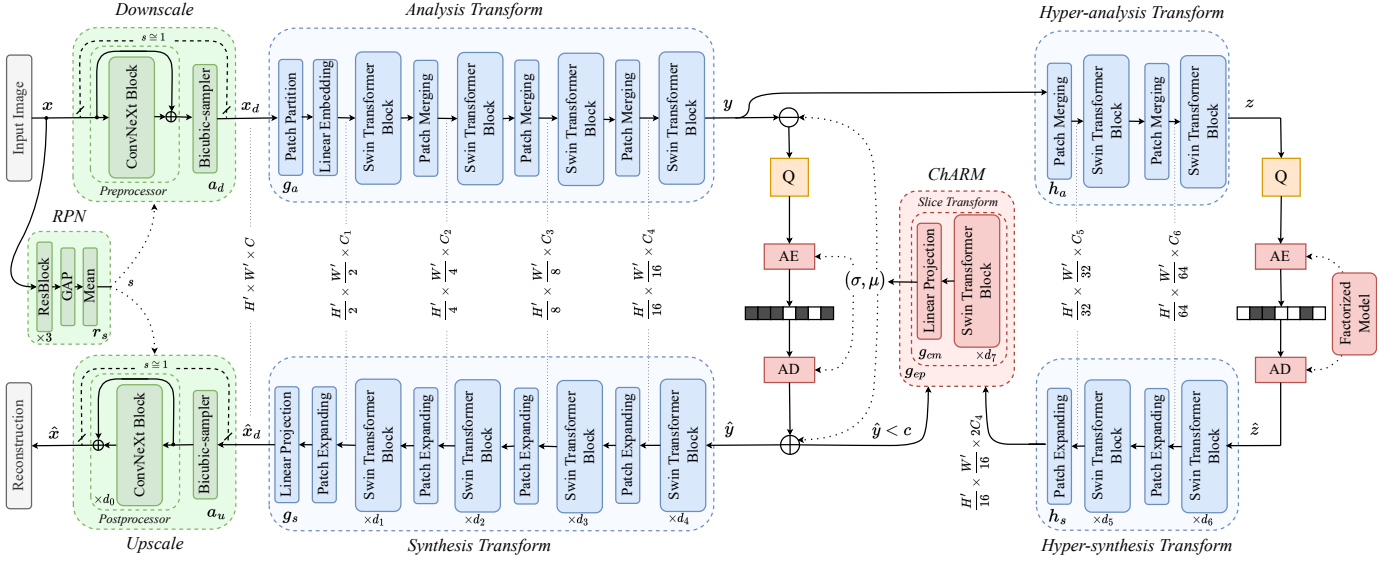 Downscale
Analysis Transform
Hyper-analysis Transform
Input Image
x
s ≅ 1
ConvNeXt Block
Preprocessor
Bicubic-sampler
a_d
x_d
Patch Partition
Linear Embedding
Swin Transformer Block
Patch Merging
Swin Transformer Block
Patch Merging
Swin Transformer Block
Patch Merging
Swin Transformer Block
g_a
y
Patch Merging
Swin Transformer Block
Patch Merging
Swin Transformer Block
h_a
z
Q
Q
RPN
ResBlock
GAP
Mean
×3
r_s
s
H' × W' × C
H'/2 × W'/2 × C_1
H'/4 × W'/4 × C_2
H'/8 × W'/8 × C_3
H'/16 × W'/16 × C_4
AE
(σ, μ)
AD
ChARM
Slice Transform
Linear Projection
Swin Transformer Block
g_cm
×d_7
g_ep
H'/32 × W'/32 × C_5
H'/64 × W'/64 × C_6
AE
AD
Factorized Model
Reconstruction
x̂
s ≅ 1
ConvNeXt Block
×d_0
Postprocessor
Bicubic-sampler
a_u
x̂_d
Linear Projection
Patch Expanding
Swin Transformer Block
×d_1
Patch Expanding
Swin Transformer Block
×d_2
Patch Expanding
Swin Transformer Block
×d_3
Patch Expanding
Swin Transformer Block
×d_4
g_s
ŷ
ŷ < c
H'/16 × W'/16 × 2C_4
Patch Expanding
Swin Transformer Block
×d_5
Patch Expanding
Swin Transformer Block
×d_6
h_s
ẑ
Upscale
Synthesis Transform
Hyper-synthesis Transform